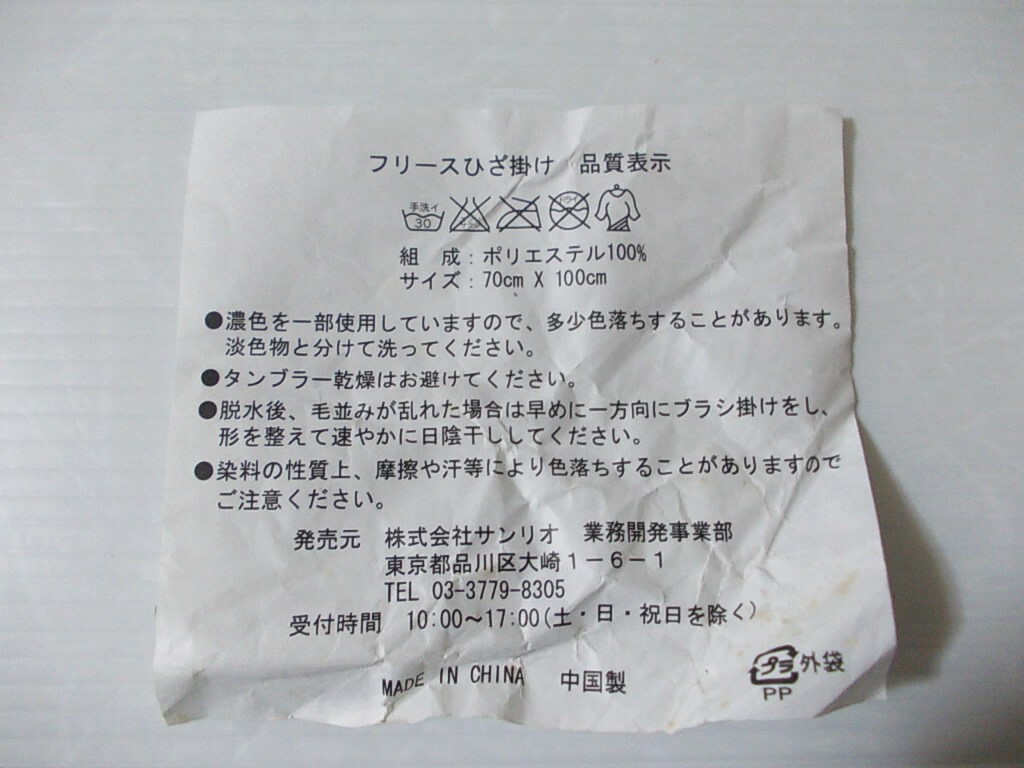 フリースひざ掛け 品質表示
手洗イ 30 エンソ ドライ
組 成：ポリエステル100%
サイズ：70cm X 100cm
●濃色を一部使用していますので、多少色落ちすることがあります。
淡色物と分けて洗ってください。
●タンブラー乾燥はお避けてください。
●脱水後、毛並みが乱れた場合は早めに一方向にブラシ掛けをし、
形を整えて速やかに日陰干ししてください。
●染料の性質上、摩擦や汗等により色落ちすることがありますので
ご注意ください。
発売元 株式会社サンリオ 業務開発事業部
東京都品川区大崎１－６－１
TEL 03-3779-8305
受付時間 10:00～17:00(土・日・祝日を除く)
MADE IN CHINA 中国製
プラ 外袋
PP